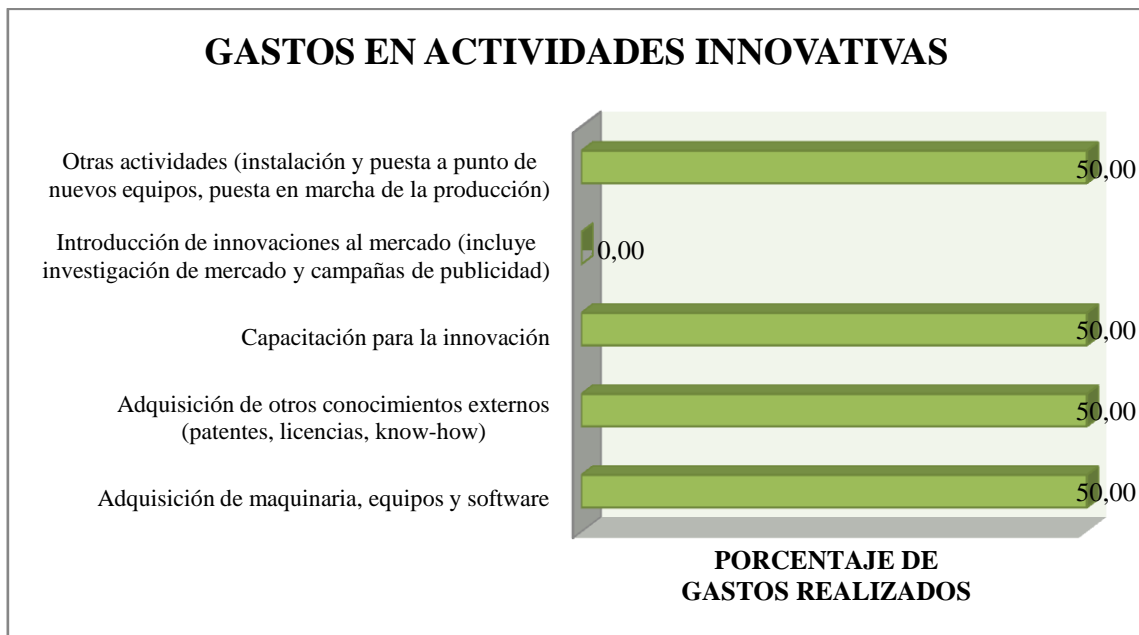 GASTOS EN ACTIVIDADES INNOVATIVAS
Otras actividades (instalación y puesta a punto de
nuevos equipos, puesta en marcha de la producción)
50,00
Introducción de innovaciones al mercado (incluye
investigación de mercado y campañas de publicidad)
0,00
Capacitación para la innovación
50,00
Adquisición de otros conocimientos externos
(patentes, licencias, know-how)
50,00
Adquisición de maquinaria, equipos y software
50,00
PORCENTAJE DE
GASTOS REALIZADOS